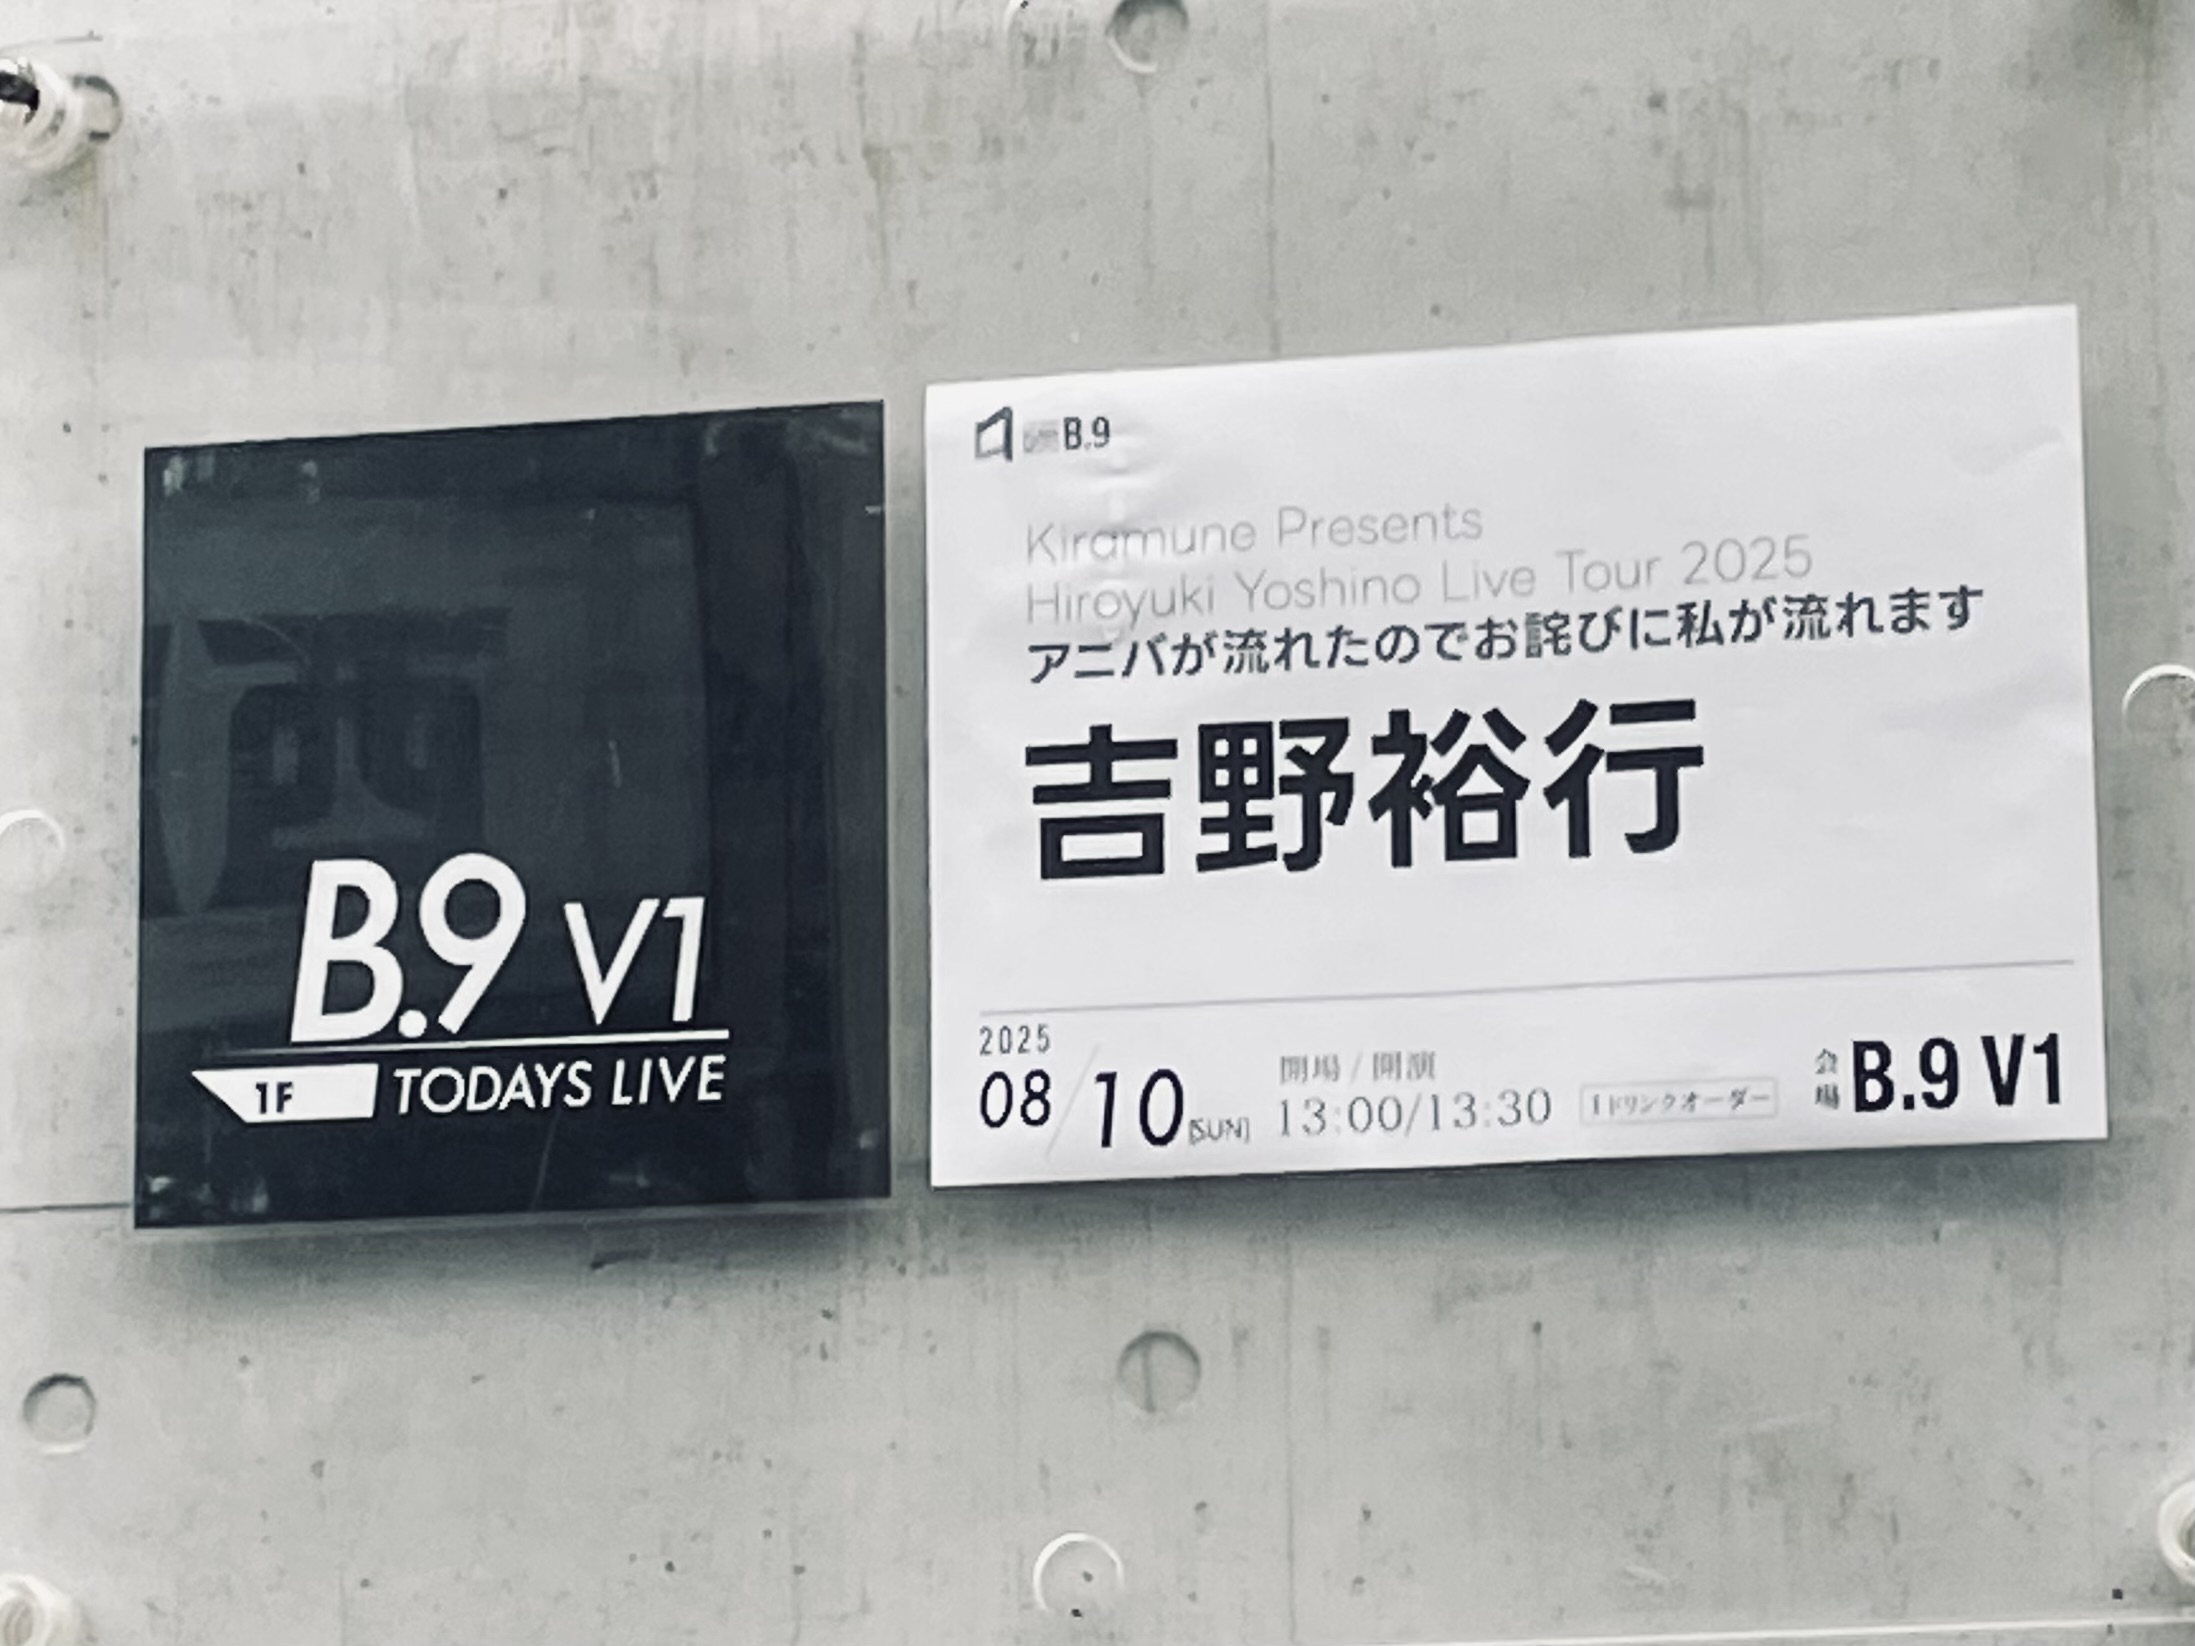 B.9 V1
1F TODAYS LIVE
B.9
Kiramune Presents
Hiroyuki Yoshino Live Tour 2025
アニバが流れたのでお詫びに私が流れます
吉野裕行
2025
08/10 [SUN]
開場 / 開演
13:00/13:30
1ドリンクオーダー
会場 B.9 V1